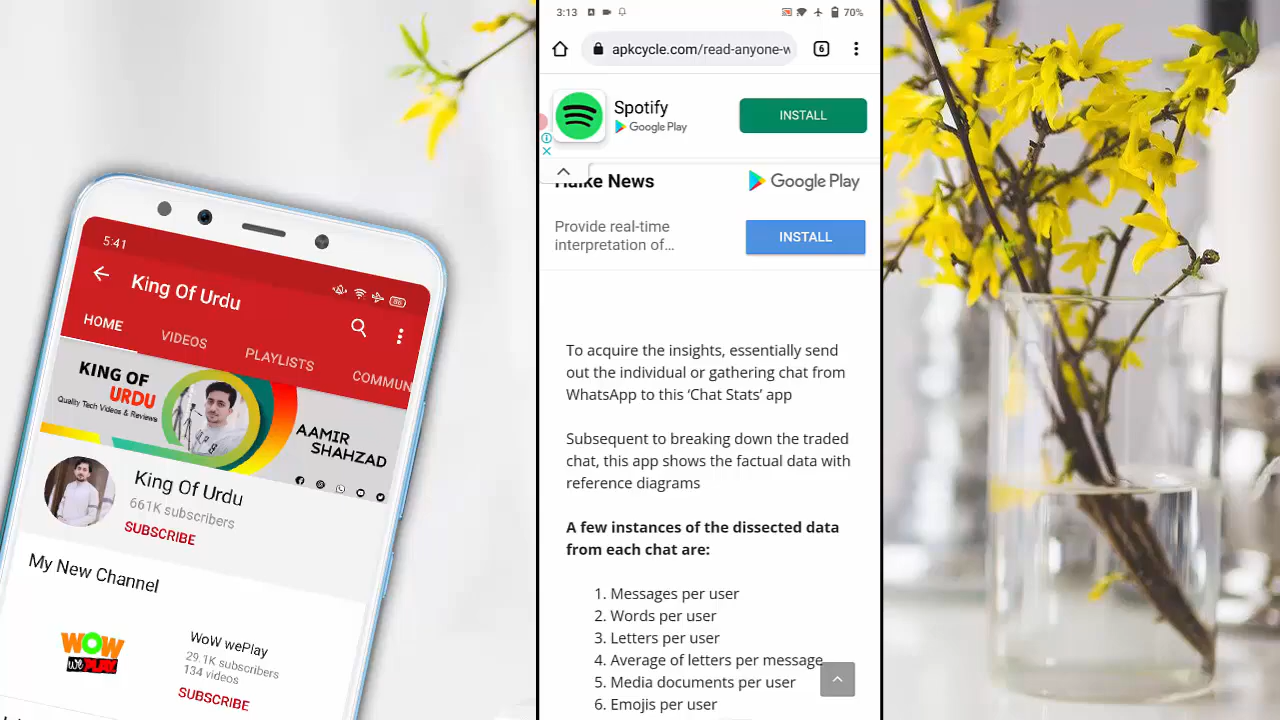 5:41
King Of Urdu
HOME
VIDEOS
PLAYLISTS
COMMUN
KING OF
URDU
Quality Tech Videos & Reviews
AAMIR
SHAHZAD
King Of Urdu
661K subscribers
SUBSCRIBE
My New Channel
WOW
we PLAY
WoW wePlay
29.1K subscribers
134 videos
SUBSCRIBE
3:13
70%
apkcycle.com/read-anyone-w
6
Spotify
Google Play
INSTALL
Haike News
Google Play
Provide real-time
interpretation of...
INSTALL
To acquire the insights, essentially send
out the individual or gathering chat from
WhatsApp to this ‘Chat Stats’ app
Subsequent to breaking down the traded
chat, this app shows the factual data with
reference diagrams
A few instances of the dissected data
from each chat are:
1. Messages per user
2. Words per user
3. Letters per user
4. Average of letters per message
5. Media documents per user
6. Emojis per user